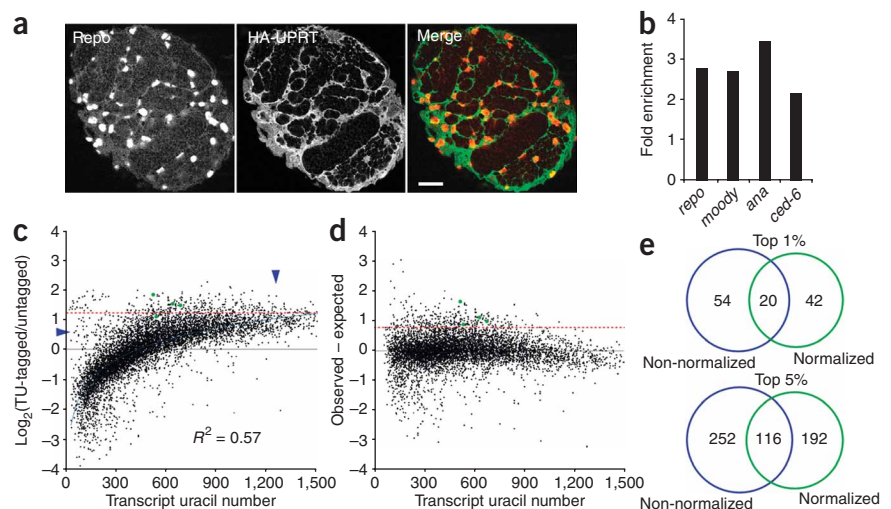 a
Repo
HA-UPRT
Merge
b
Fold enrichment
4
3
2
1
0
repo
moody
ana
ced-6
c
Log2(TU-tagged/untagged)
4
3
2
1
0
–1
–2
–3
–4
R2 = 0.57
0
300
600
900
1,200
1,500
Transcript uracil number
d
Observed – expected
4
3
2
1
0
–1
–2
–3
–4
0
300
600
900
1,200
1,500
Transcript uracil number
e
Top 1%
54
20
42
Non-normalized
Normalized
Top 5%
252
116
192
Non-normalized
Normalized